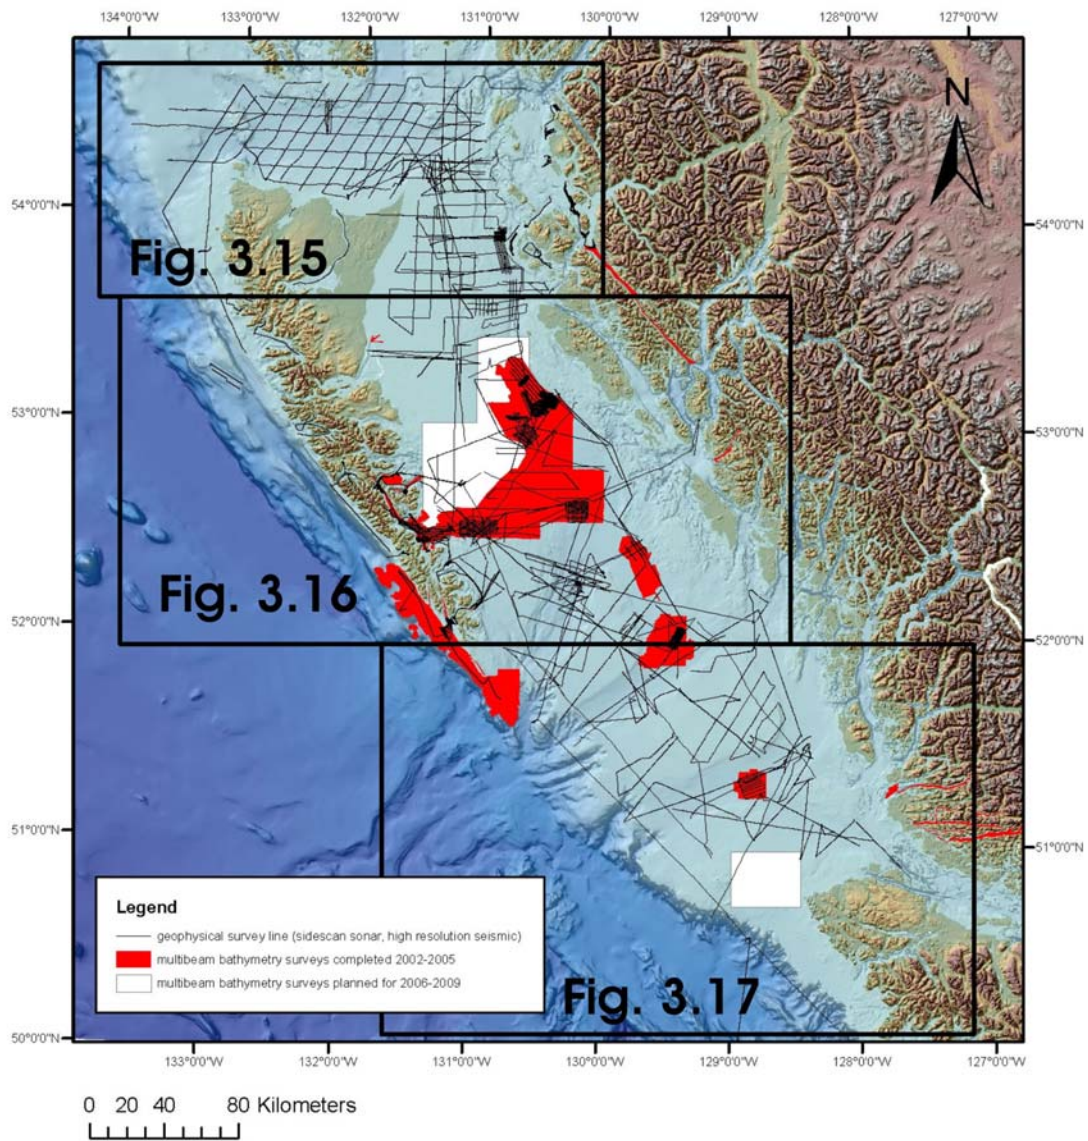 134°0'0"W 133°0'0"W 132°0'0"W 131°0'0"W 130°0'0"W 129°0'0"W 128°0'0"W 127°0'0"W
N
54°0'0"N 54°0'0"N
Fig. 3.15
53°0'0"N 53°0'0"N
Fig. 3.16
52°0'0"N 52°0'0"N
51°0'0"N 51°0'0"N
Legend
geophysical survey line (sidescan sonar, high resolution seismic)
multibeam bathymetry surveys completed 2002-2005
multibeam bathymetry surveys planned for 2006-2009
Fig. 3.17
50°0'0"N 50°0'0"N
133°0'0"W 132°0'0"W 131°0'0"W 130°0'0"W 129°0'0"W 128°0'0"W 127°0'0"W
0 20 40 80 Kilometers